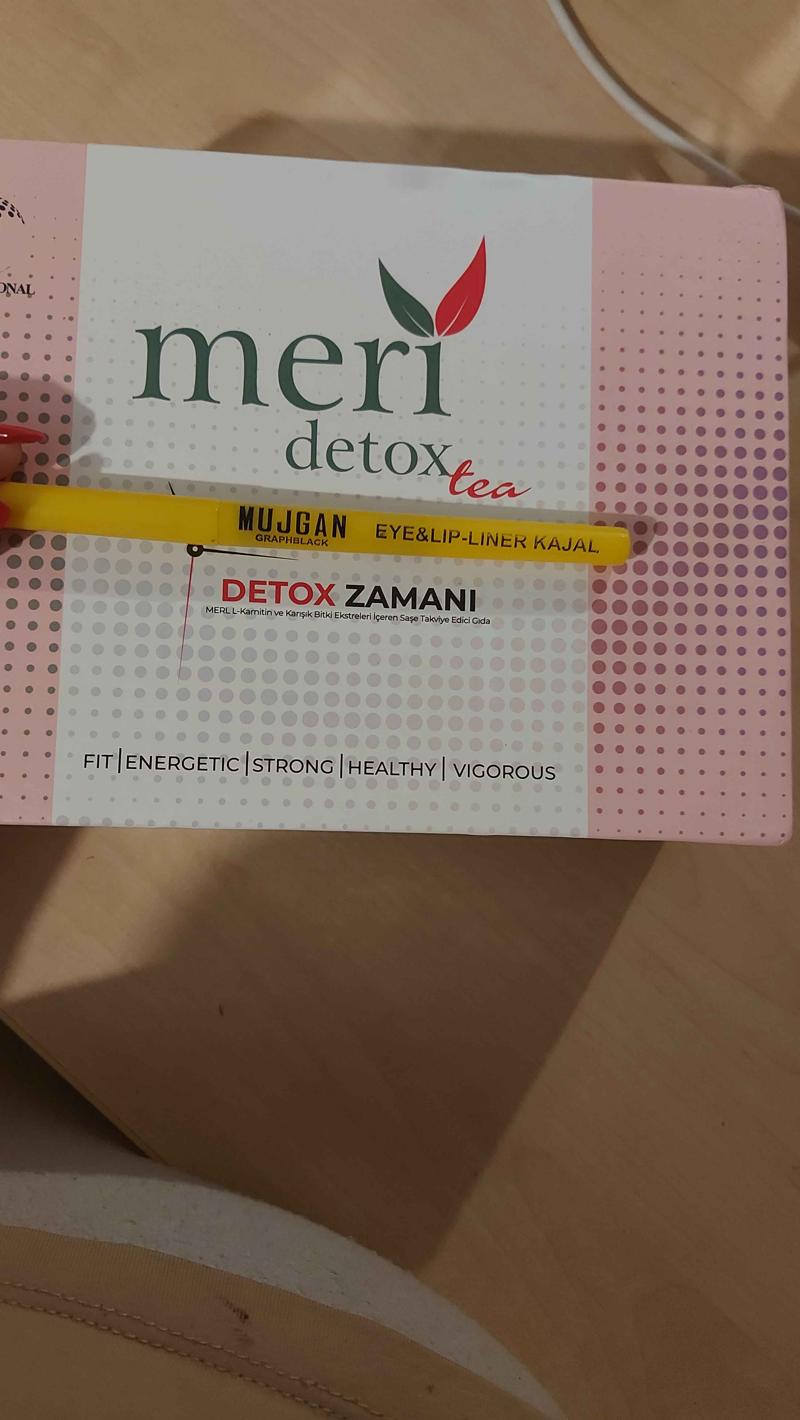 meri
detox
tea
MUJGAN
GRAPHBLACK
EYE&LIP-LINER KAJAL
DETOX ZAMANI
MERL L-Karnitin ve Karışık Bitki Ekstreleri İçeren Saşe Takviye Edici Gıda
FIT|ENERGETIC|STRONG|HEALTHY|VIGOROUS